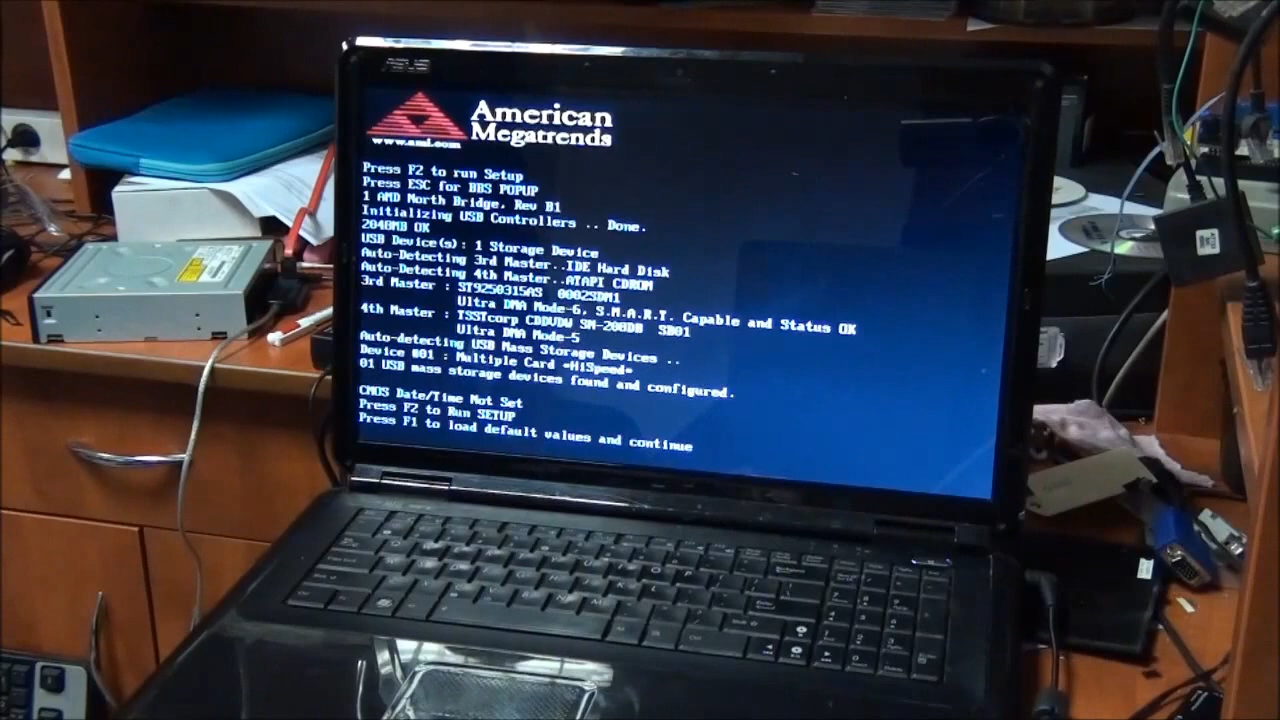 ASUS
American
Megatrends
www.ami.com
Press F2 to run Setup
Press ESC for BBS POPUP
1 AMD North Bridge, Rev B1
Initializing USB Controllers .. Done.
2048MB OK
USB Device(s): 1 Storage Device
Auto-Detecting 3rd Master..IDE Hard Disk
Auto-Detecting 4th Master..ATAPI CDROM
3rd Master : ST9250315AS 0002SDM1
Ultra DMA Mode-6, S.M.A.R.T. Capable and Status OK
4th Master : TSSTcorp CDDVDW SN-208DB SB01
Ultra DMA Mode-5
Auto-detecting USB Mass Storage Devices ..
Device #01 : Multiple Card *HiSpeed*
01 USB mass storage devices found and configured.
CMOS Date/Time Not Set
Press F2 to Run SETUP
Press F1 to load default values and continue